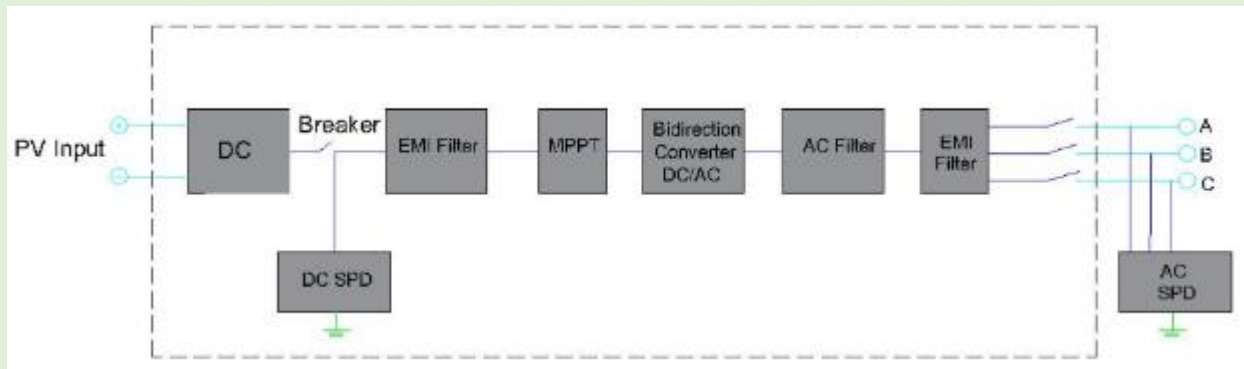 PV Input
DC
Breaker
EMI Filter
MPPT
Bidirection
Converter
DC/AC
AC Filter
EMI
Filter
A
B
C
DC SPD
AC
SPD